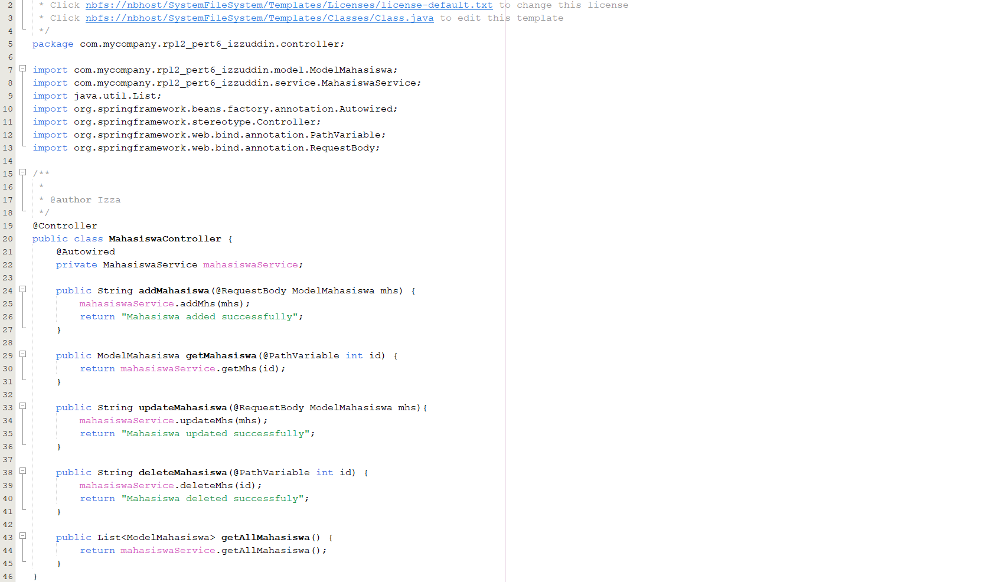 2 * Click nbfs://nbhost/SystemFileSystem/Templates/Licenses/license-default.txt to change this license
3 * Click nbfs://nbhost/SystemFileSystem/Templates/Classes/Class.java to edit this template
4 */
5 package com.mycompany.rpl2_pert6_izzuddin.controller;
6
7 import com.mycompany.rpl2_pert6_izzuddin.model.ModelMahasiswa;
8 import com.mycompany.rpl2_pert6_izzuddin.service.MahasiswaService;
9 import java.util.List;
10 import org.springframework.beans.factory.annotation.Autowired;
11 import org.springframework.stereotype.Controller;
12 import org.springframework.web.bind.annotation.PathVariable;
13 import org.springframework.web.bind.annotation.RequestBody;
14
15 /**
16 *
17 * @author Izza
18 */
19 @Controller
20 public class MahasiswaController {
21 @Autowired
22 private MahasiswaService mahasiswaService;
23
24 public String addMahasiswa(@RequestBody ModelMahasiswa mhs) {
25 mahasiswaService.addMhs(mhs);
26 return "Mahasiswa added successfully";
27 }
28
29 public ModelMahasiswa getMahasiswa(@PathVariable int id) {
30 return mahasiswaService.getMhs(id);
31 }
32
33 public String updateMahasiswa(@RequestBody ModelMahasiswa mhs){
34 mahasiswaService.updateMhs(mhs);
35 return "Mahasiswa updated successfully";
36 }
37
38 public String deleteMahasiswa(@PathVariable int id) {
39 mahasiswaService.deleteMhs(id);
40 return "Mahasiswa deleted successfuly";
41 }
42
43 public List<ModelMahasiswa> getAllMahasiswa() {
44 return mahasiswaService.getAllMahasiswa();
45 }
46 }